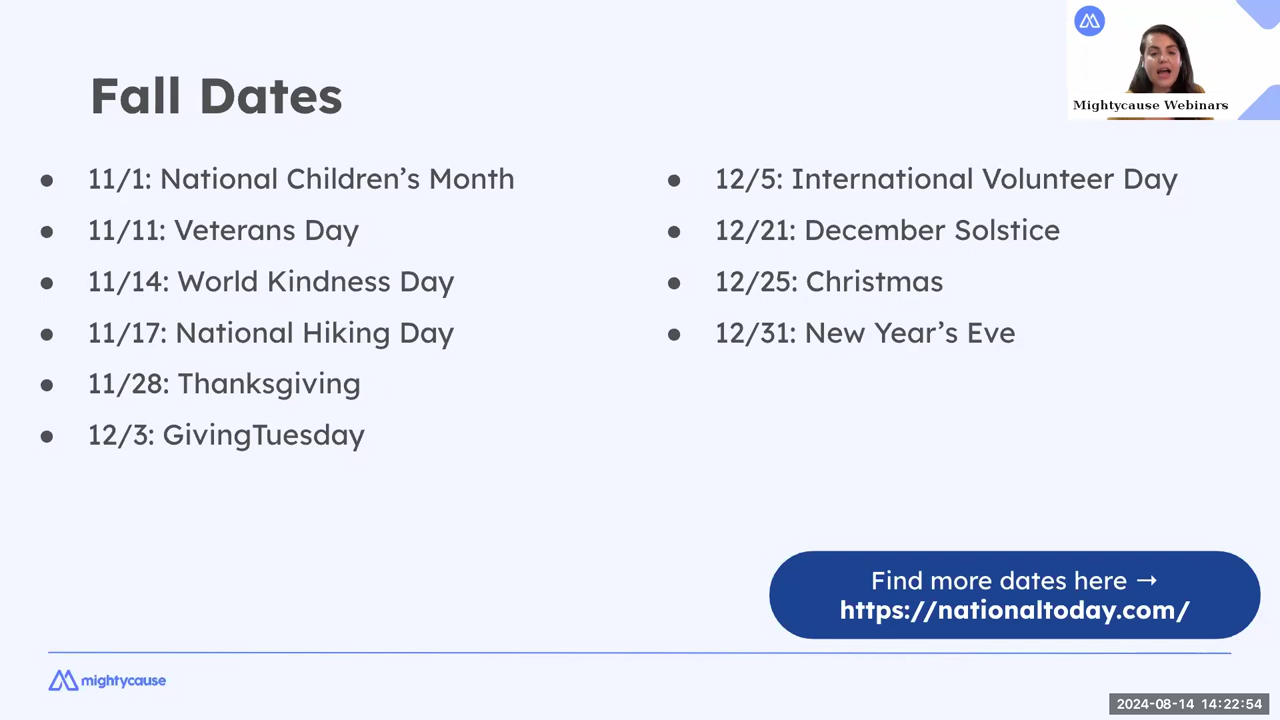 Fall Dates
Mightycause Webinars
● 11/1: National Children’s Month
● 11/11: Veterans Day
● 11/14: World Kindness Day
● 11/17: National Hiking Day
● 11/28: Thanksgiving
● 12/3: GivingTuesday
● 12/5: International Volunteer Day
● 12/21: December Solstice
● 12/25: Christmas
● 12/31: New Year’s Eve
Find more dates here →
https://nationaltoday.com/
mightycause
2024-08-14 14:22:54